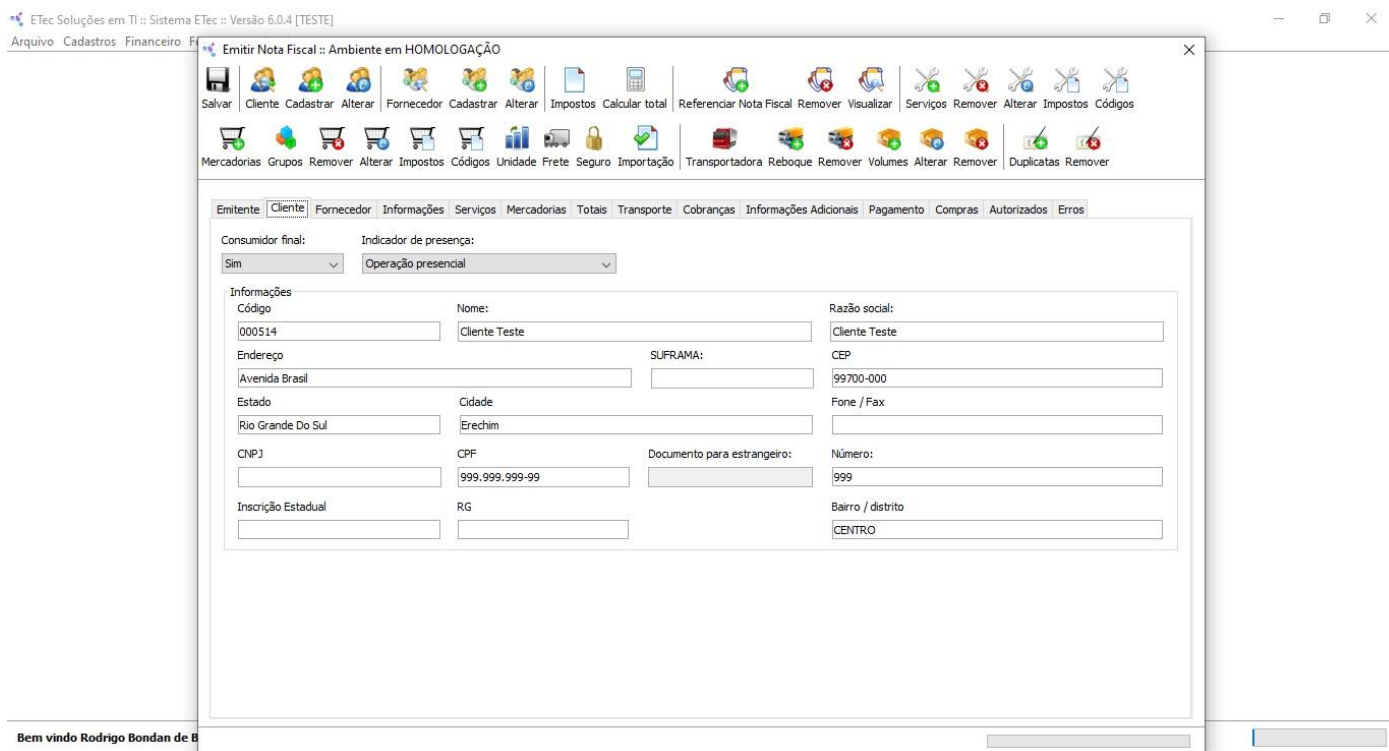 ETec Soluções em TI :: Sistema ETec :: Versão 6.0.4 [TESTE]
Arquivo Cadastros Financeiro
Emitir Nota Fiscal :: Ambiente em HOMOLOGAÇÃO
Salvar Cliente Cadastrar Alterar Fornecedor Cadastrar Alterar Impostos Calcular total Referenciar Nota Fiscal Remover Visualizar Serviços Remover Alterar Impostos Códigos
Mercadorias Grupos Remover Alterar Impostos Códigos Unidade Frete Seguro Importação Transportadora Reboque Remover Volumes Alterar Remover Duplicatas Remover
Emitente Cliente Fornecedor Informações Serviços Mercadorias Totais Transporte Cobranças Informações Adicionais Pagamento Compras Autorizados Erros
Consumidor final: Indicador de presença:
Sim Operação presencial
Informações
Código Nome: Razão social:
000514 Cliente Teste Cliente Teste
Endereço SUFRAMA: CEP
Avenida Brasil 99700-000
Estado Cidade Fone / Fax
Rio Grande Do Sul Erechim
CNPJ CPF Documento para estrangeiro: Número:
999.999.999-99 999
Inscrição Estadual RG Bairro / distrito
CENTRO
Bem vindo Rodrigo Bondan de B